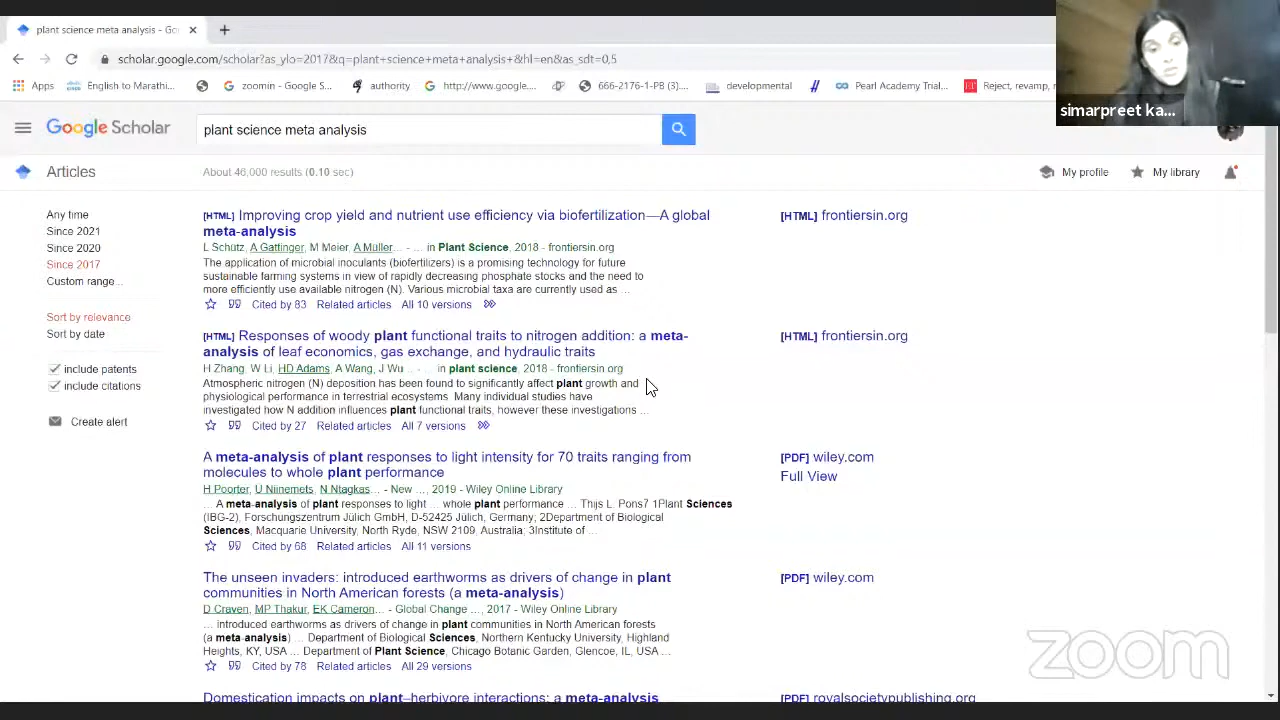 plant science meta analysis - Go
scholar.google.com/scholar?as_ylo=2017&q=plant+science+meta+analysis+&hl=en&as_sdt=0,5
Apps English to Marathi... zoomil - Google S... authority http://www.google.... 666-2176-1-PB (3).... developmental Pearl Academy Trial... Reject, revamp, r
simarpreet ka...
Google Scholar
plant science meta analysis
Articles
About 46,000 results (0.10 sec)
My profile My library
Any time
Since 2021
Since 2020
Since 2017
Custom range...
Sort by relevance
Sort by date
include patents
include citations
Create alert
[HTML] Improving crop yield and nutrient use efficiency via biofertilization—A global
meta-analysis
L Schütz, A Gattinger, M Meier, A Müller... - ... in Plant Science, 2018 - frontiersin.org
The application of microbial inoculants (biofertilizers) is a promising technology for future
sustainable farming systems in view of rapidly decreasing phosphate stocks and the need to
more efficiently use available nitrogen (N). Various microbial taxa are currently used as ...
Cited by 83 Related articles All 10 versions
[HTML] frontiersin.org
[HTML] Responses of woody plant functional traits to nitrogen addition: a meta-
analysis of leaf economics, gas exchange, and hydraulic traits
H Zhang, W Li, HD Adams, A Wang, J Wu... - ... in plant science, 2018 - frontiersin.org
Atmospheric nitrogen (N) deposition has been found to significantly affect plant growth and
physiological performance in terrestrial ecosystems. Many individual studies have
investigated how N addition influences plant functional traits, however these investigations ...
Cited by 27 Related articles All 7 versions
[HTML] frontiersin.org
A meta-analysis of plant responses to light intensity for 70 traits ranging from
molecules to whole plant performance
H Poorter, Ü Niinemets, N Ntagkas... - New ..., 2019 - Wiley Online Library
... A meta-analysis of plant responses to light ... whole plant performance ... Thijs L. Pons7 1Plant Sciences
(IBG-2), Forschungszentrum Jülich GmbH, D-52425 Jülich, Germany; 2Department of Biological
Sciences, Macquarie University, North Ryde, NSW 2109, Australia; 3Institute of ...
Cited by 68 Related articles All 11 versions
[PDF] wiley.com
Full View
The unseen invaders: introduced earthworms as drivers of change in plant
communities in North American forests (a meta-analysis)
D Craven, MP Thakur, EK Cameron... - Global Change ..., 2017 - Wiley Online Library
... introduced earthworms as drivers of change in plant communities in North American forests
(a meta-analysis) ... Department of Biological Sciences, Northern Kentucky University, Highland
Heights, KY, USA ... Department of Plant Science, Chicago Botanic Garden, Glencoe, IL, USA ...
Cited by 78 Related articles All 29 versions
[PDF] wiley.com
Domestication impacts on plant–herbivore interactions: a meta-analysis
[PDF] royalsocietypublishing.org
zoom